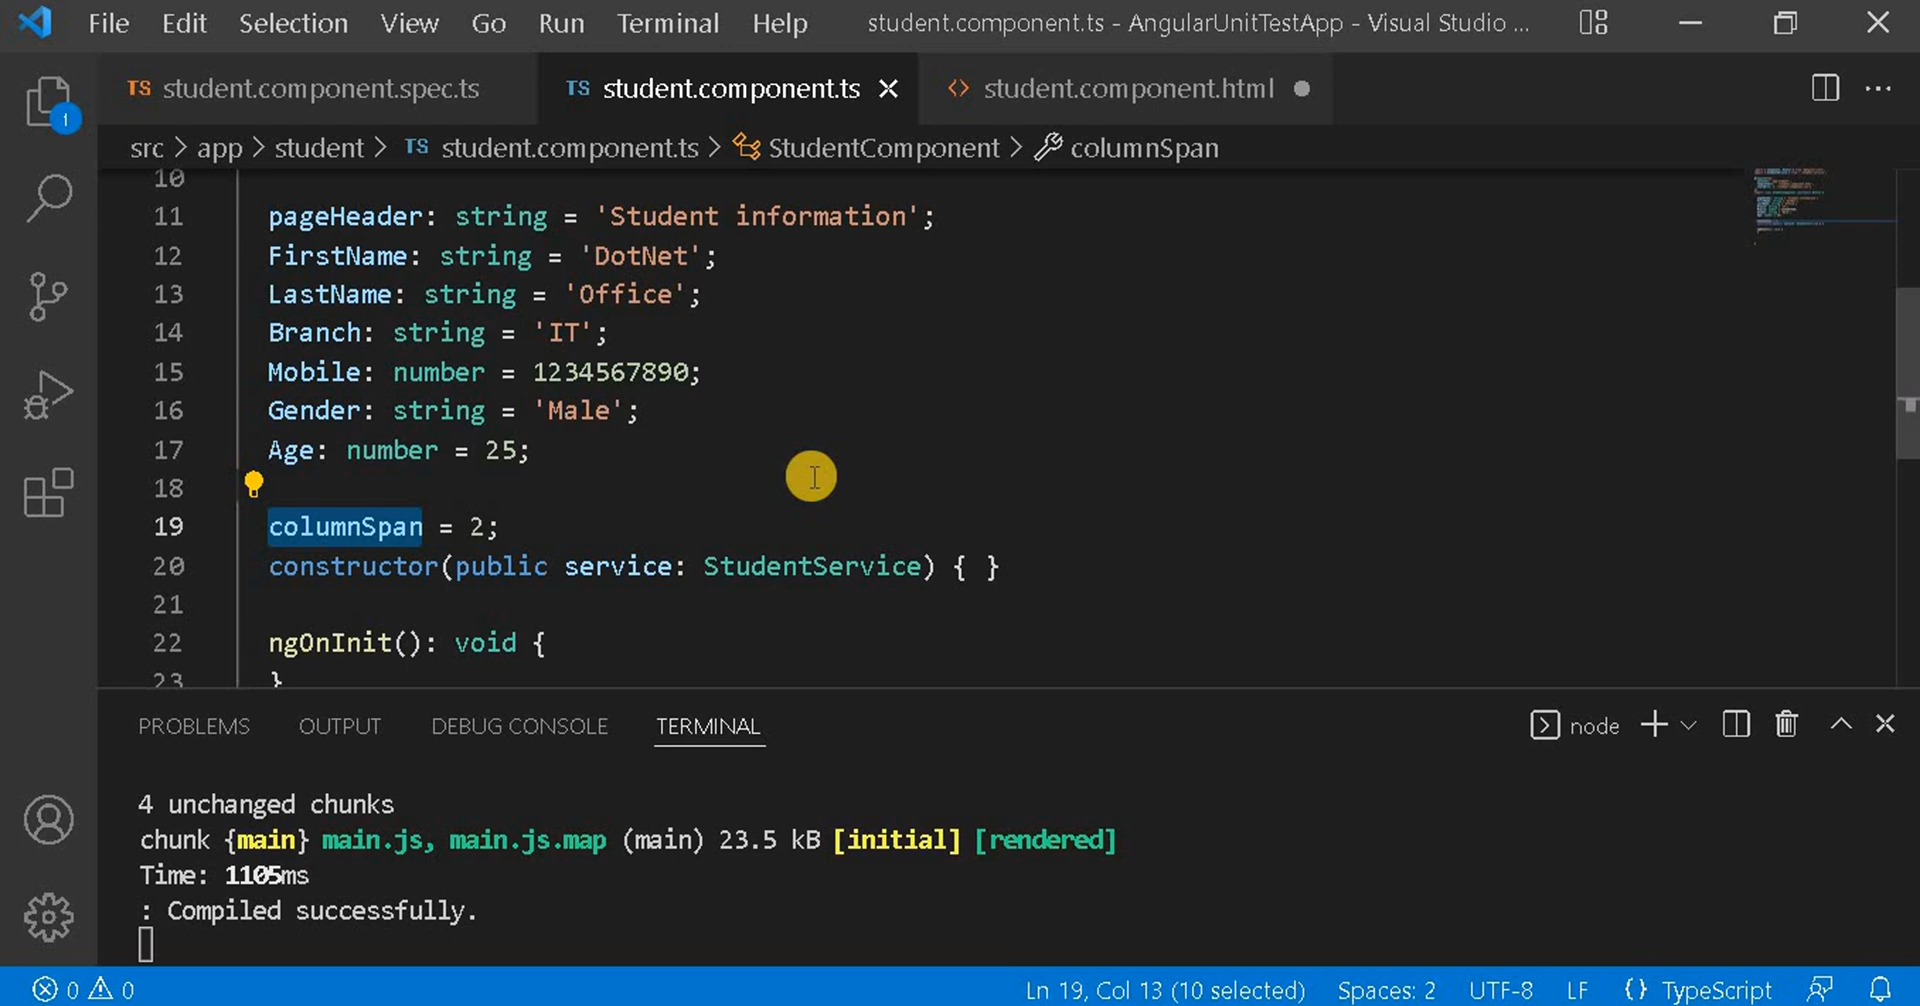 File Edit Selection View Go Run Terminal Help student.component.ts - AngularUnitTestApp - Visual Studio ...
TS student.component.spec.ts TS student.component.ts <> student.component.html
src > app > student > TS student.component.ts > StudentComponent > columnSpan
10
11 pageHeader: string = 'Student information';
12 FirstName: string = 'DotNet';
13 LastName: string = 'Office';
14 Branch: string = 'IT';
15 Mobile: number = 1234567890;
16 Gender: string = 'Male';
17 Age: number = 25;
18
19 columnSpan = 2;
20 constructor(public service: StudentService) { }
21
22 ngOnInit(): void {
23 }
1
PROBLEMS OUTPUT DEBUG CONSOLE TERMINAL node
4 unchanged chunks
chunk {main} main.js, main.js.map (main) 23.5 kB [initial] [rendered]
Time: 1105ms
: Compiled successfully.
0 0 Ln 19, Col 13 (10 selected) Spaces: 2 UTF-8 LF {} TypeScript